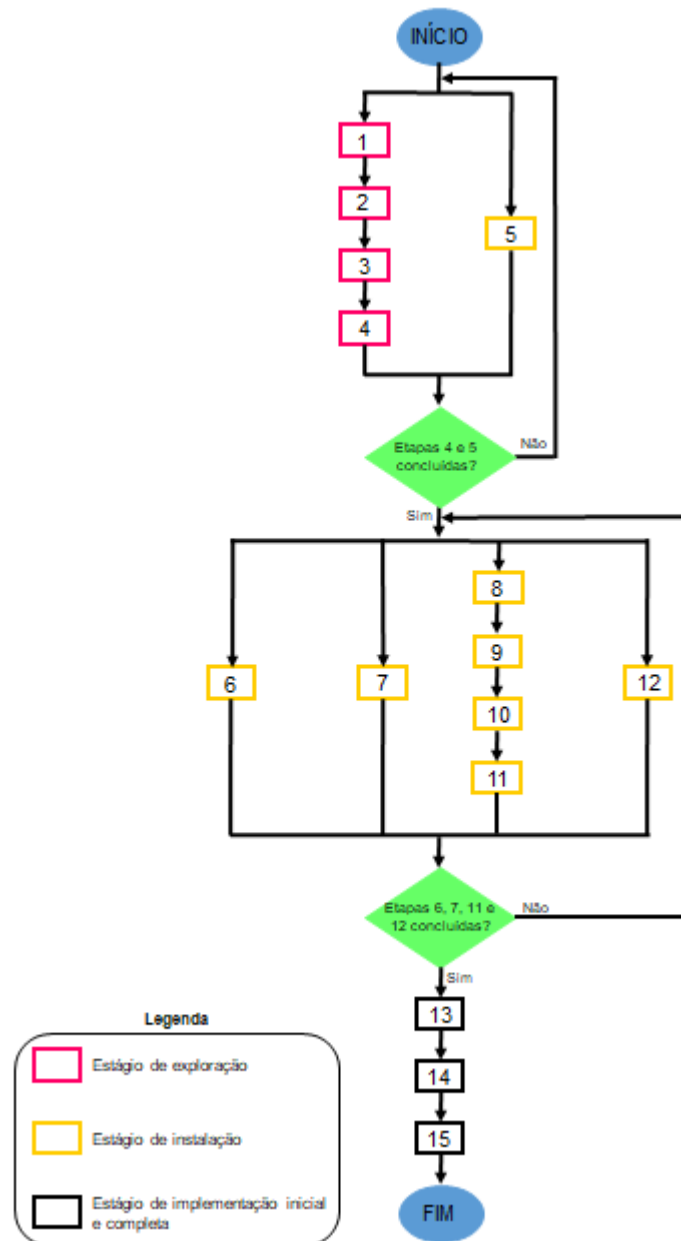 INÍCIO
1
2
5
3
4
Etapas 4 e 5
concluídas?
Não
Sim
8
9
6
7
12
10
11
Etapas 6, 7, 11 e
12 concluídas?
Não
Sim
13
14
15
FIM
Legenda
Estágio de exploração
Estágio de instalação
Estágio de implementação inicial
e completa